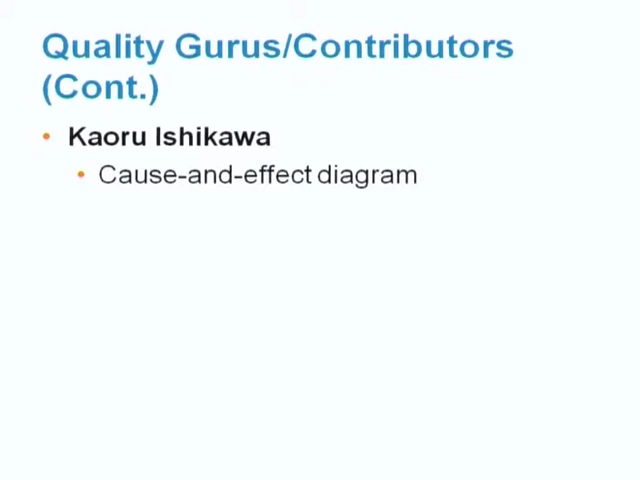 Quality Gurus/Contributors
(Cont.)
• Kaoru Ishikawa
• Cause-and-effect diagram